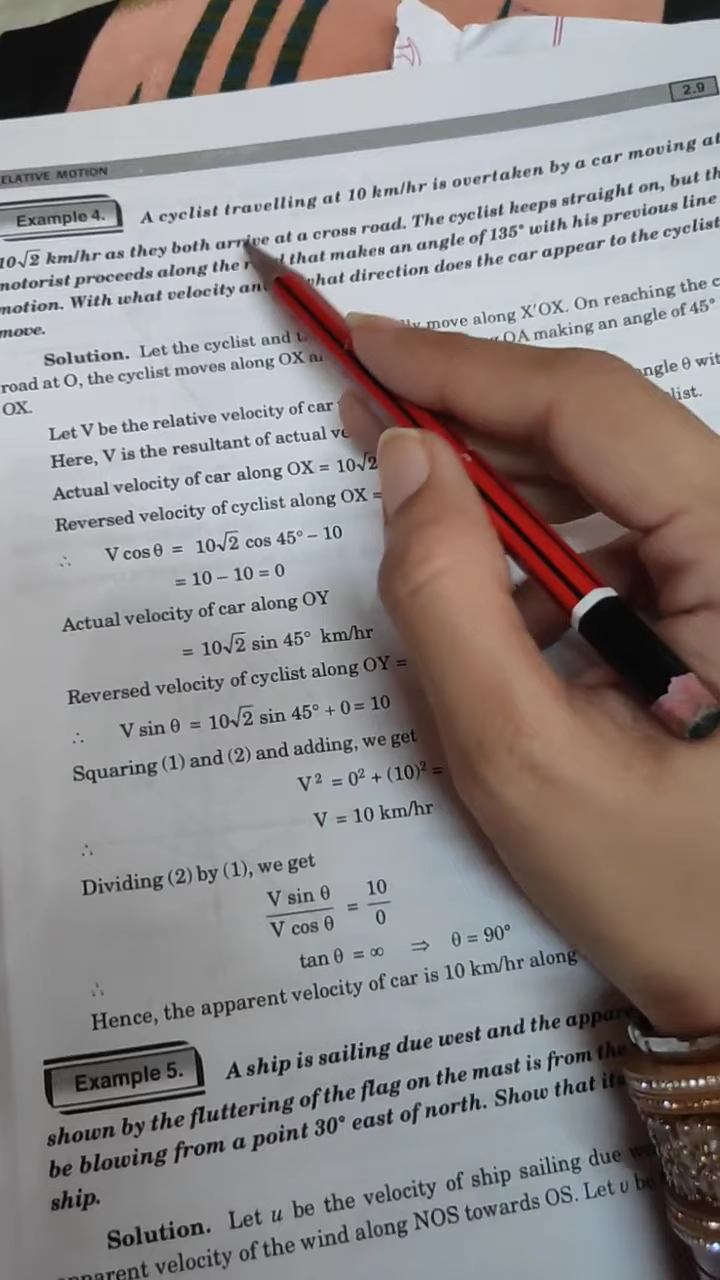 2.9
ELATIVE MOTION
Example 4. A cyclist travelling at 10 km/hr is overtaken by a car moving at
10√2 km/hr as they both arrive at a cross road. The cyclist keeps straight on, but th
notorist proceeds along the that makes an angle of 135° with his previous line
motion. With what velocity an what direction does the car appear to the cyclist
move.
Solution. Let the cyclist and move along X′OX. On reaching the c
road at O, the cyclist moves along OX a OA making an angle of 45°
OX.
Let V be the relative velocity of car ngle θ wit
Here, V is the resultant of actual ve list.
Actual velocity of car along OX = 10√2
Reversed velocity of cyclist along OX =
∴ V cos θ = 10√2 cos 45° – 10
= 10 – 10 = 0
Actual velocity of car along OY
= 10√2 sin 45° km/hr
Reversed velocity of cyclist along OY =
∴ V sin θ = 10√2 sin 45° + 0 = 10
Squaring (1) and (2) and adding, we get
V² = 0² + (10)² =
∴ V = 10 km/hr
Dividing (2) by (1), we get
V sin θ / V cos θ = 10 / 0
∴ tan θ = ∞ ⇒ θ = 90°
Hence, the apparent velocity of car is 10 km/hr along
Example 5. A ship is sailing due west and the appare
shown by the fluttering of the flag on the mast is from the
be blowing from a point 30° east of north. Show that its
ship.
Solution. Let u be the velocity of ship sailing due
pparent velocity of the wind along NOS towards OS. Let υ be